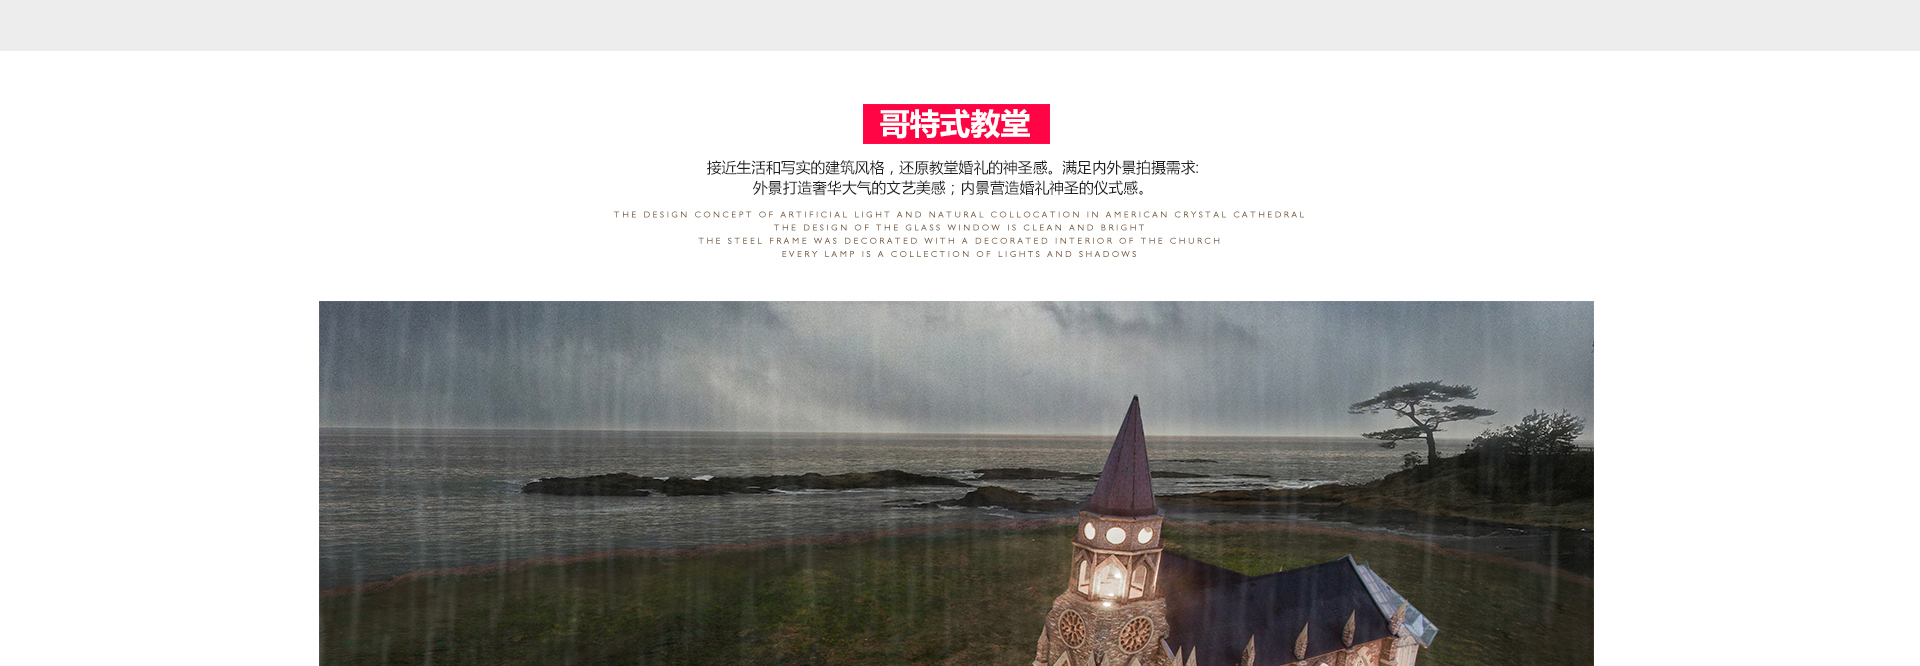 哥特式教堂
接近生活和写实的建筑风格，还原教堂婚礼的神圣感。满足内外景拍摄需求:
外景打造奢华大气的文艺美感；内景营造婚礼神圣的仪式感。
THE DESIGN CONCEPT OF ARTIFICIAL LIGHT AND NATURAL COLLOCATION IN AMERICAN CRYSTAL CATHEDRAL
THE DESIGN OF THE GLASS WINDOW IS CLEAN AND BRIGHT
THE STEEL FRAME WAS DECORATED WITH A DECORATED INTERIOR OF THE CHURCH
EVERY LAMP IS A COLLECTION OF LIGHTS AND SHADOWS